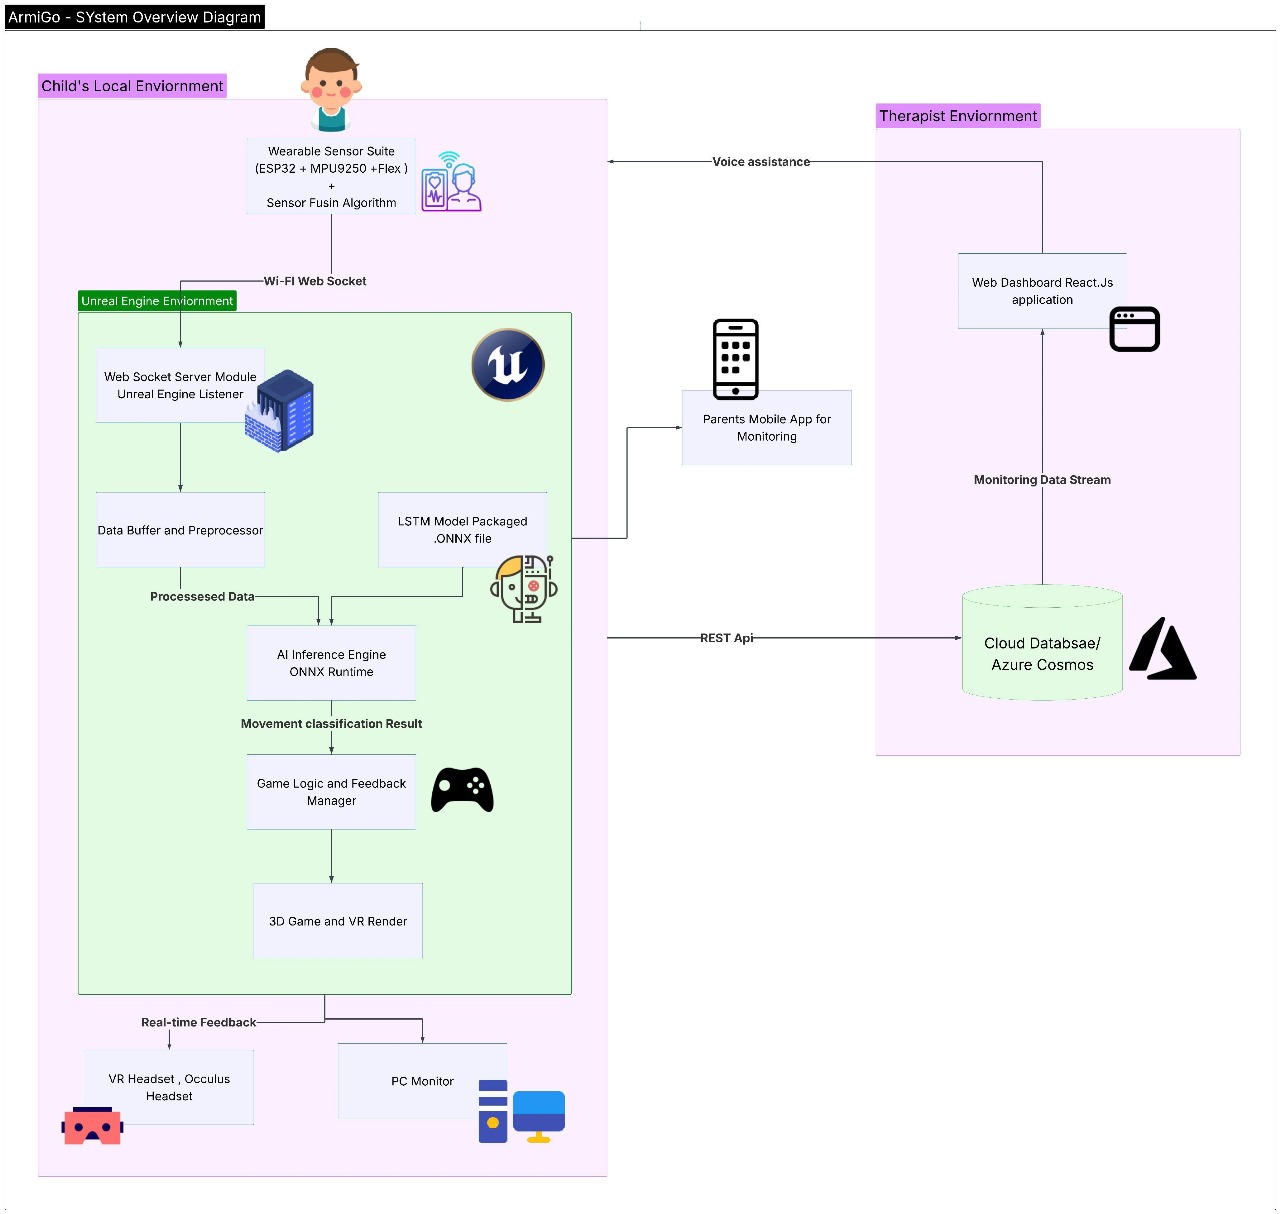 ArmiGo - SYstem Overview Diagram
Child's Local Enviornment
Therapist Enviornment
Wearable Sensor Suite
(ESP32 + MPU9250 +Flex )
+
Sensor Fusin Algorithm
Voice assistance
Wi-FI Web Socket
Web Dashboard React.Js
application
Unreal Engine Enviornment
Web Socket Server Module
Unreal Engine Listener
Parents Mobile App for
Monitoring
Monitoring Data Stream
Data Buffer and Preprocessor
LSTM Model Packaged
.ONNX file
Processesed Data
REST Api
Cloud Databsae/
Azure Cosmos
AI Inference Engine
ONNX Runtime
Movement classification Result
Game Logic and Feedback
Manager
3D Game and VR Render
Real-time Feedback
VR Headset , Occulus
Headset
PC Monitor